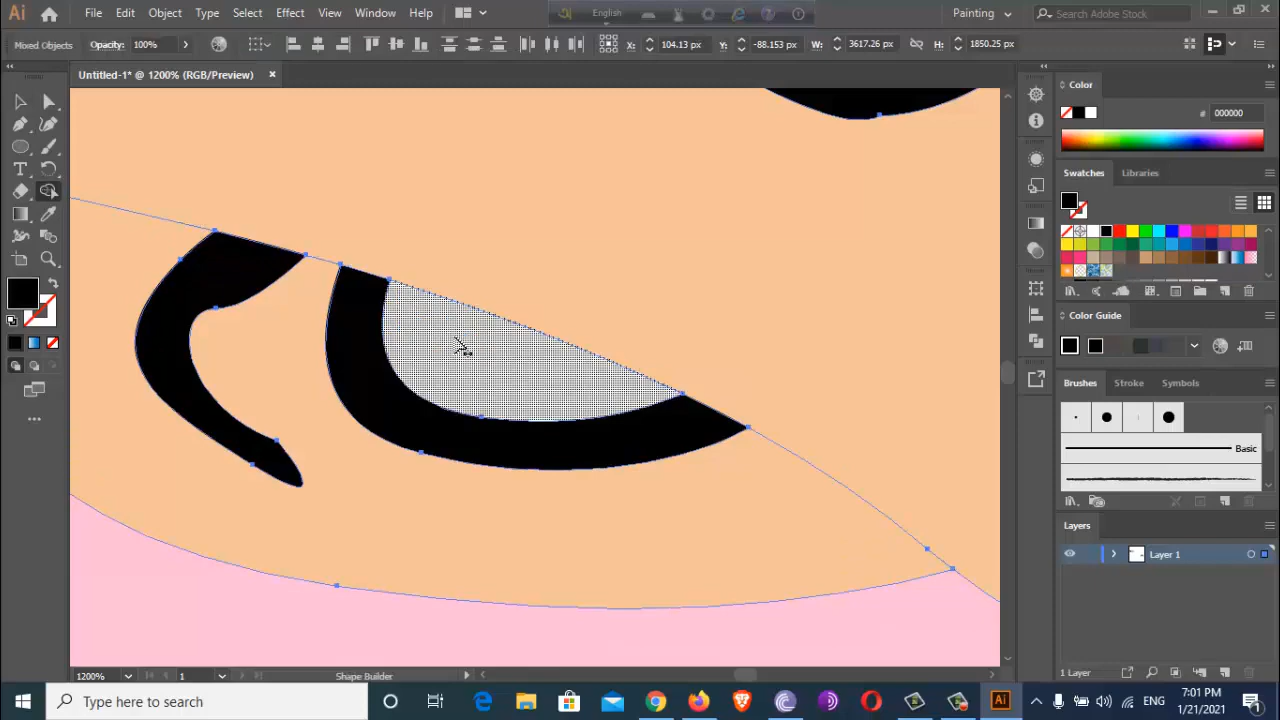 Ai File Edit Object Type Select Effect View Window Help English Painting Search Adobe Stock
Mixed Objects Opacity: 100% X: 104.13 px Y: -88.153 px W: 3617.26 px H: 1850.25 px
Untitled-1* @ 1200% (RGB/Preview) ×
Color
# 000000
Swatches Libraries
Color Guide
Brushes Stroke Symbols
Basic
Layers
Layer 1
1200% 1 Shape Builder 1 Layer
Type here to search Ai ENG 7:01 PM
1/21/2021 1